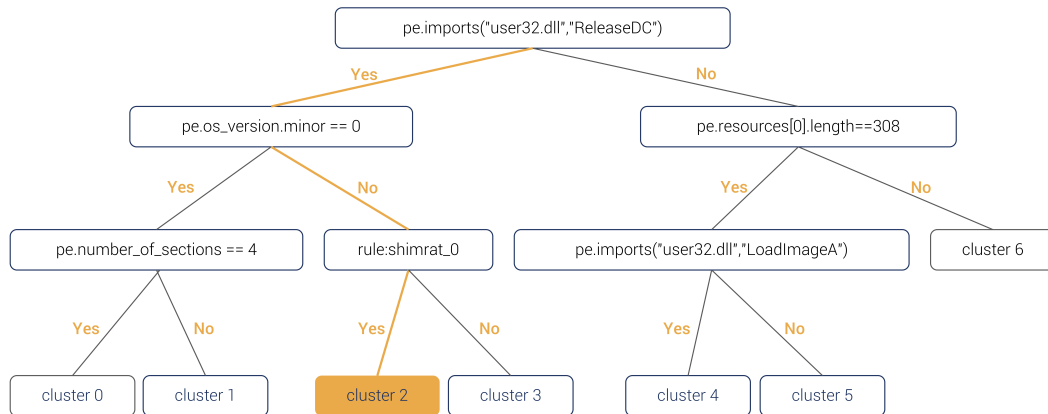 pe.imports("user32.dll","ReleaseDC")
Yes
No
pe.os_version.minor == 0
pe.resources[0].length==308
Yes
No
Yes
No
pe.number_of_sections == 4
rule:shimrat_0
pe.imports("user32.dll","LoadImageA")
cluster 6
Yes
No
Yes
No
Yes
No
cluster 0
cluster 1
cluster 2
cluster 3
cluster 4
cluster 5